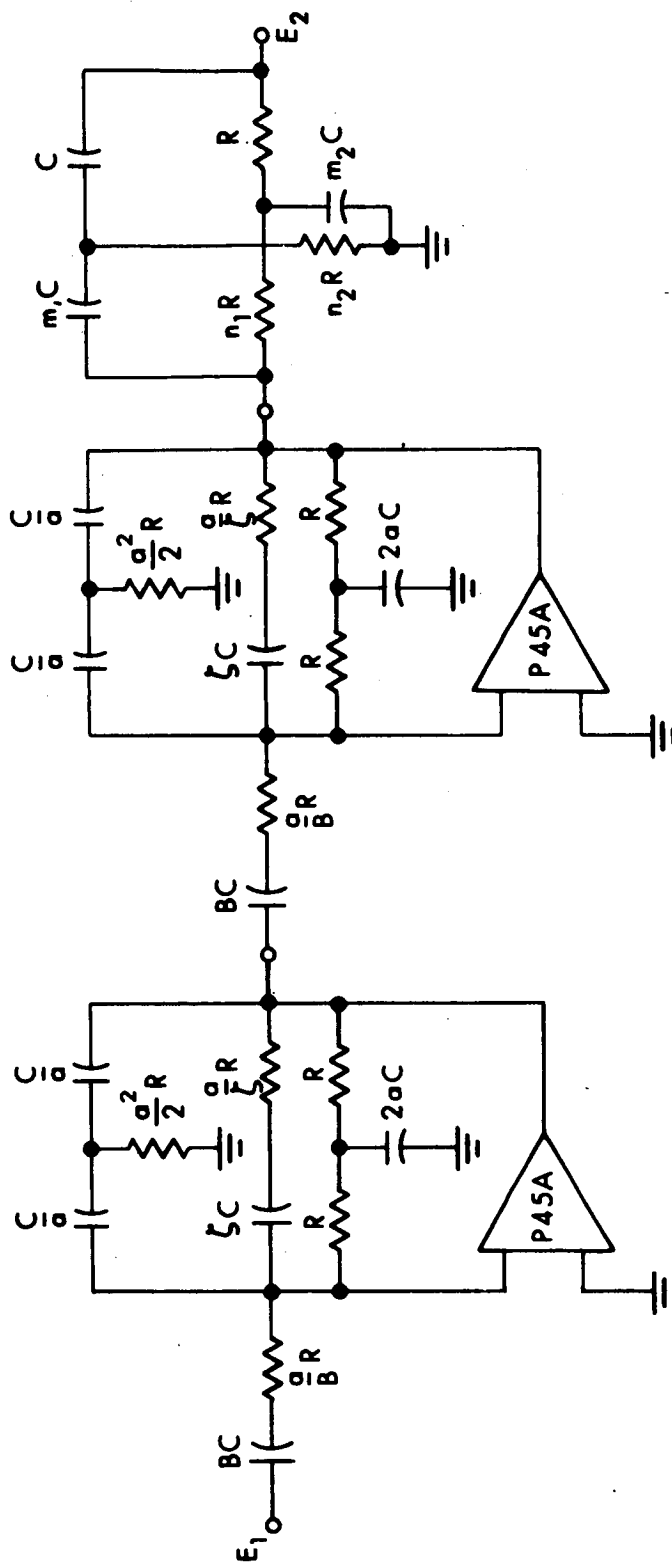 E₁
BC
a/B R
C/a
C/a
a²/2 R
ζC
a/ζ R
R
R
2aC
P45A
BC
a/B R
C/a
C/a
a²/2 R
ζC
a/ζ R
R
R
2aC
P45A
m₁C
C
n₁R
R
n₂R
m₂C
E₂